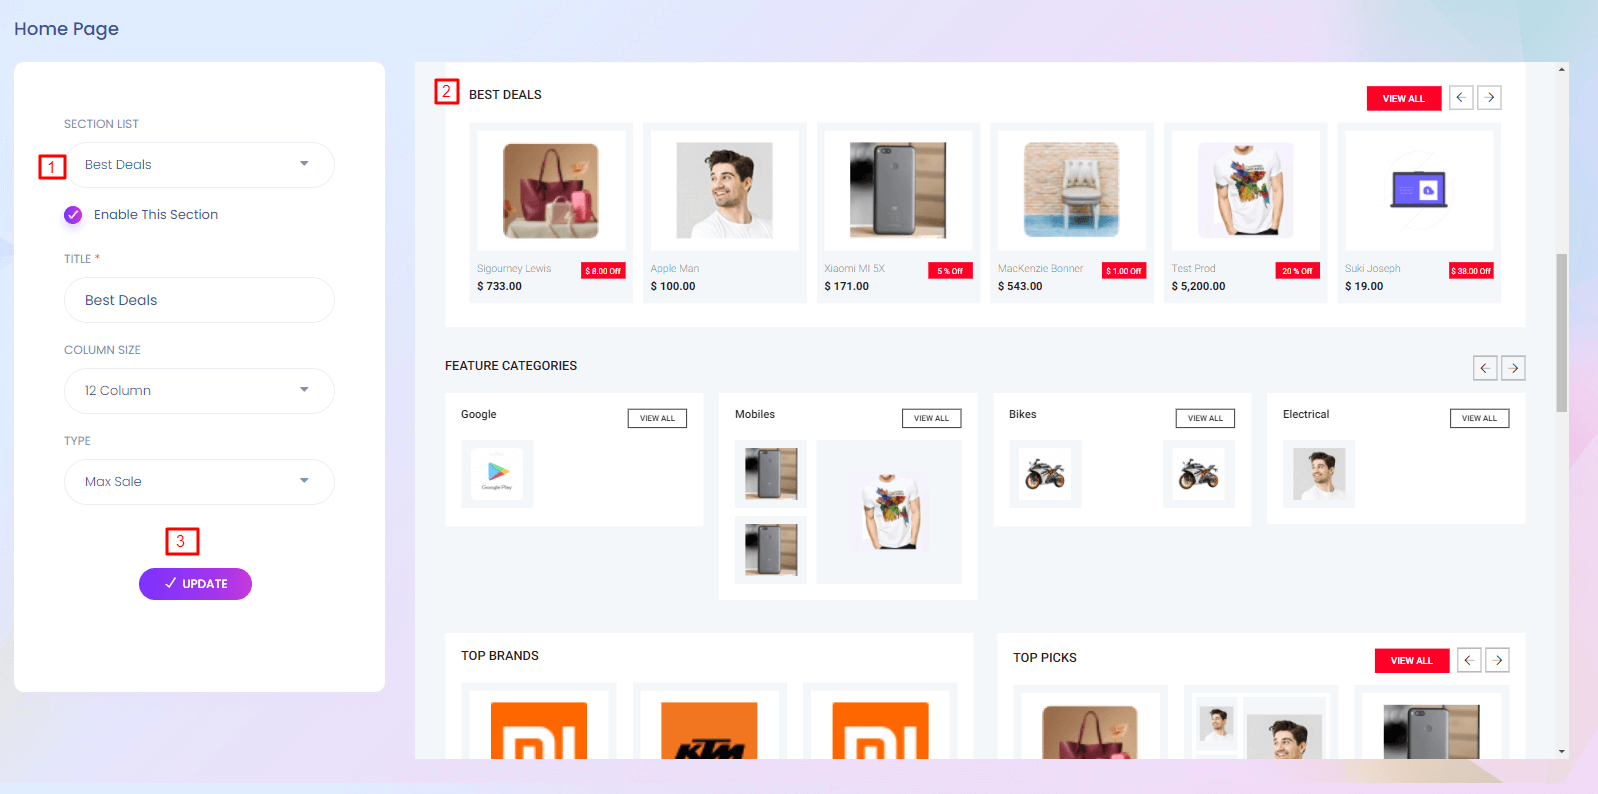 Home Page
SECTION LIST
1
Best Deals
Enable This Section
TITLE *
Best Deals
COLUMN SIZE
12 Column
TYPE
Max Sale
3
UPDATE
2
BEST DEALS
VIEW ALL
Sigourney Lewis
$ 8.00 Off
$ 733.00
Apple Man
$ 100.00
Xiaomi MI 5X
5 % Off
$ 171.00
MacKenzie Bonner
$ 1.00 Off
$ 543.00
Test Prod
20 % Off
$ 5,200.00
Suki Joseph
$ 38.00 Off
$ 19.00
FEATURE CATEGORIES
Google
VIEW ALL
Google Play
Mobiles
VIEW ALL
Bikes
VIEW ALL
Electrical
VIEW ALL
TOP BRANDS
KTM
TOP PICKS
VIEW ALL